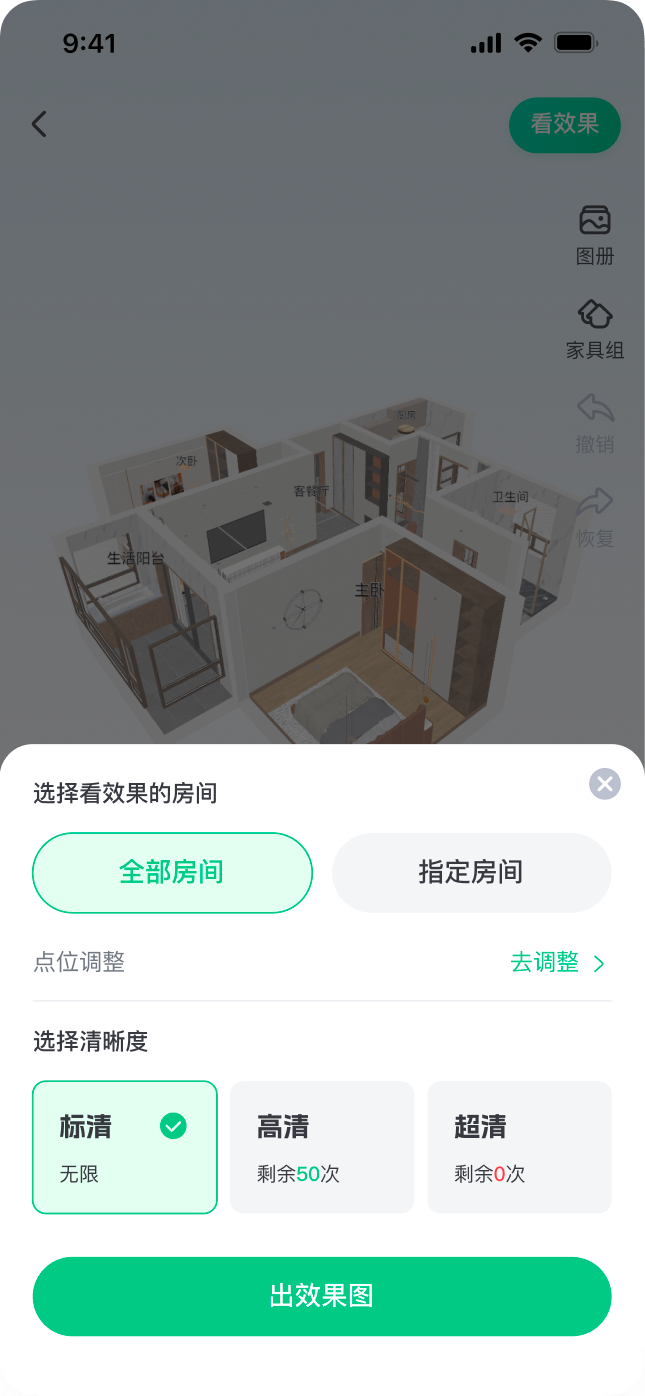 9:41
看效果
图册
家具组
撤销
恢复
厨房
次卧
客餐厅
卫生间
生活阳台
主卧
选择看效果的房间
全部房间
指定房间
点位调整
去调整
选择清晰度
标清
无限
高清
剩余50次
超清
剩余0次
出效果图